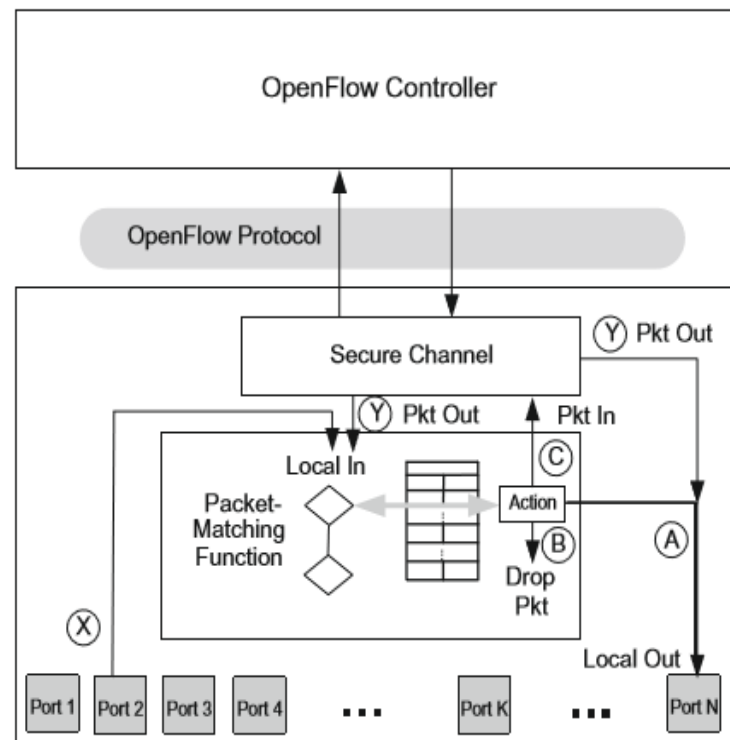 OpenFlow Controller
OpenFlow Protocol
Secure Channel
Y Pkt Out
Y Pkt Out
Pkt In
Local In
C
Packet-
Matching
Function
Action
B
A
Drop
Pkt
X
Local Out
Port 1
Port 2
Port 3
Port 4
...
Port K
...
Port N